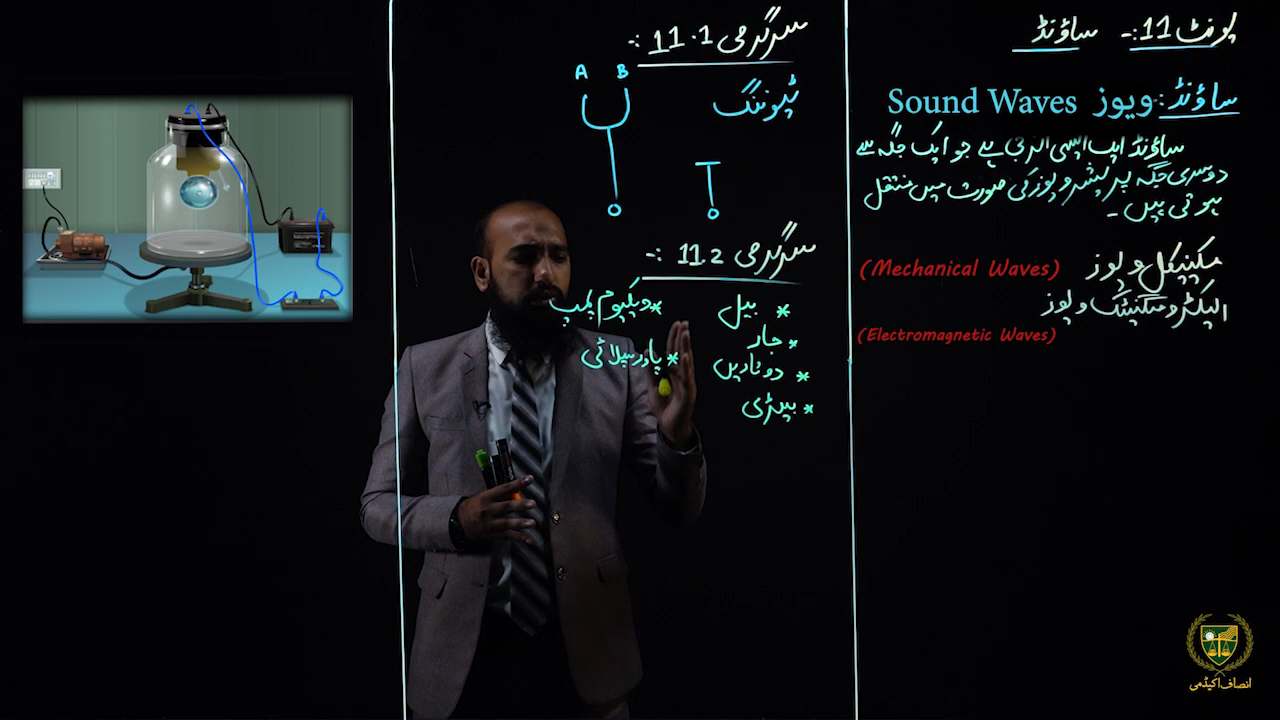 یونٹ 11:- ساؤنڈ
ساؤنڈ ویوز:- Sound Waves
ساؤنڈ ایک ایسی انرجی ہے جو ایک جگہ سے
دوسری جگہ پر پریشر ویوز کی صورت میں منتقل
ہوتی ہیں۔
مکینیکل ویوز (Mechanical Waves)
الیکٹرومیگنیٹک ویوز
(Electromagnetic Waves)
سرگرمی 11.1:-
A B
ٹیوننگ
سرگرمی 11.2:-
* بیل
* جار
* دو تاریں
* بیٹری
* ویکیوم پمپ
* پاور سپلائی
انصاف اکیڈمی